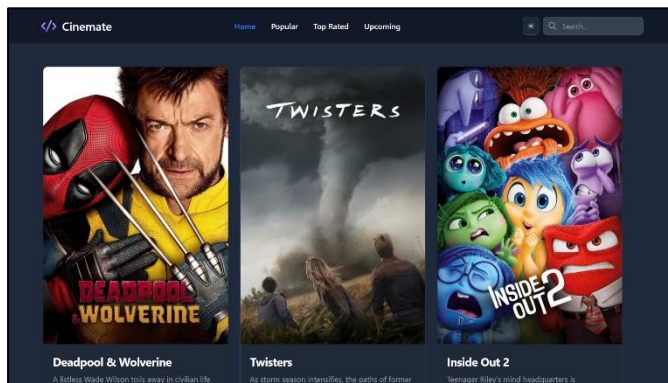 </> Cinemate
Home Popular Top Rated Upcoming
Search...
TWISTERS
DEADPOOL
& WOLVERINE
INSIDE
OUT 2
Deadpool & Wolverine
Twisters
Inside Out 2
A listless Wade Wilson toils away in civilian life
As storm season intensifies, the paths of former
Teenager Riley's mind headquarters is